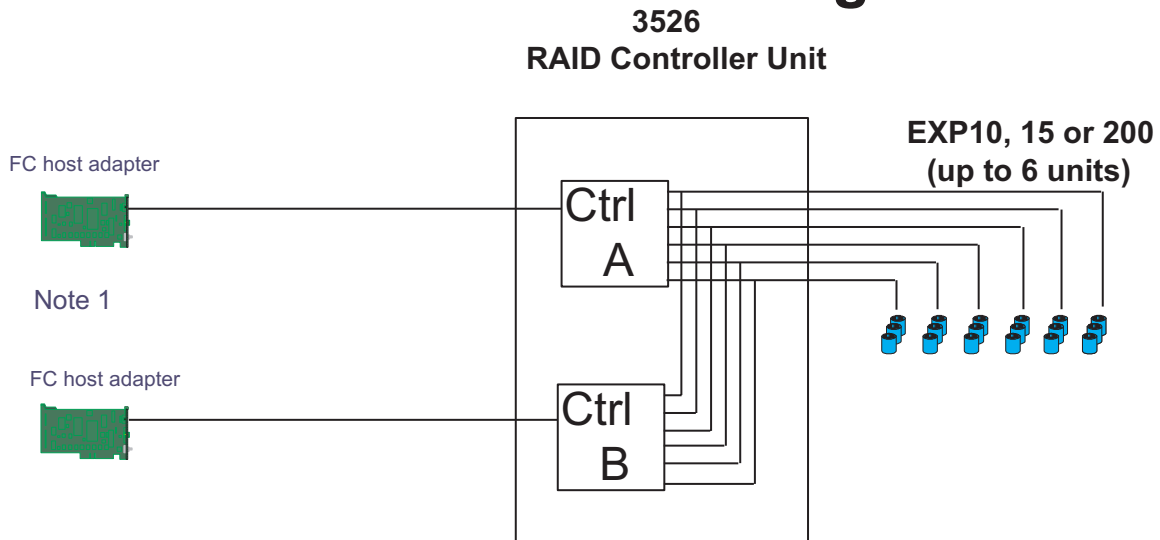 3526
RAID Controller Unit
EXP10, 15 or 200
(up to 6 units)
FC host adapter
Ctrl
A
Note 1
FC host adapter
Ctrl
B